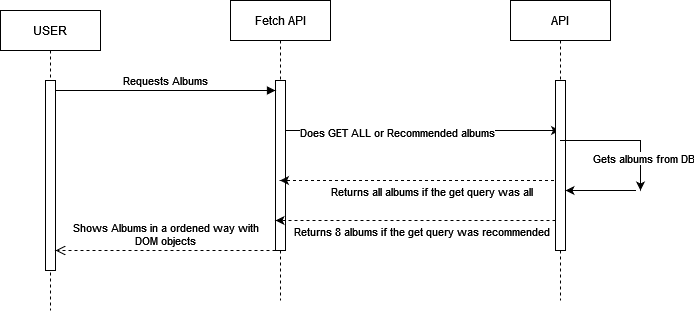 USER
Fetch API
API
Requests Albums
Does GET ALL or Recommended albums
Gets albums from DB
Returns all albums if the get query was all
Shows Albums in a ordered way with
DOM objects
Returns 8 albums if the get query was recommended